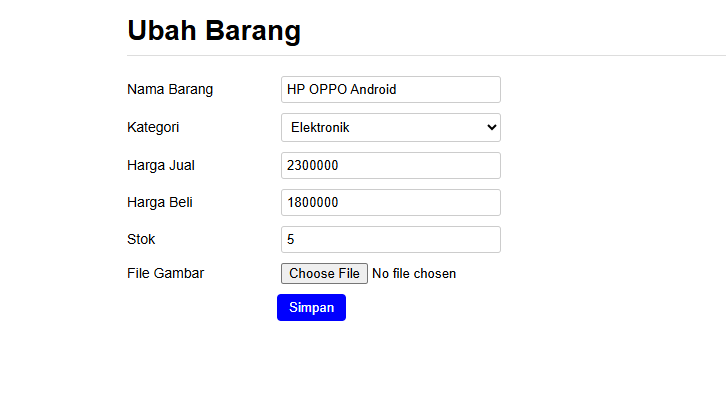 Ubah Barang
Nama Barang HP OPPO Android
Kategori Elektronik
Harga Jual 2300000
Harga Beli 1800000
Stok 5
File Gambar Choose File No file chosen
Simpan